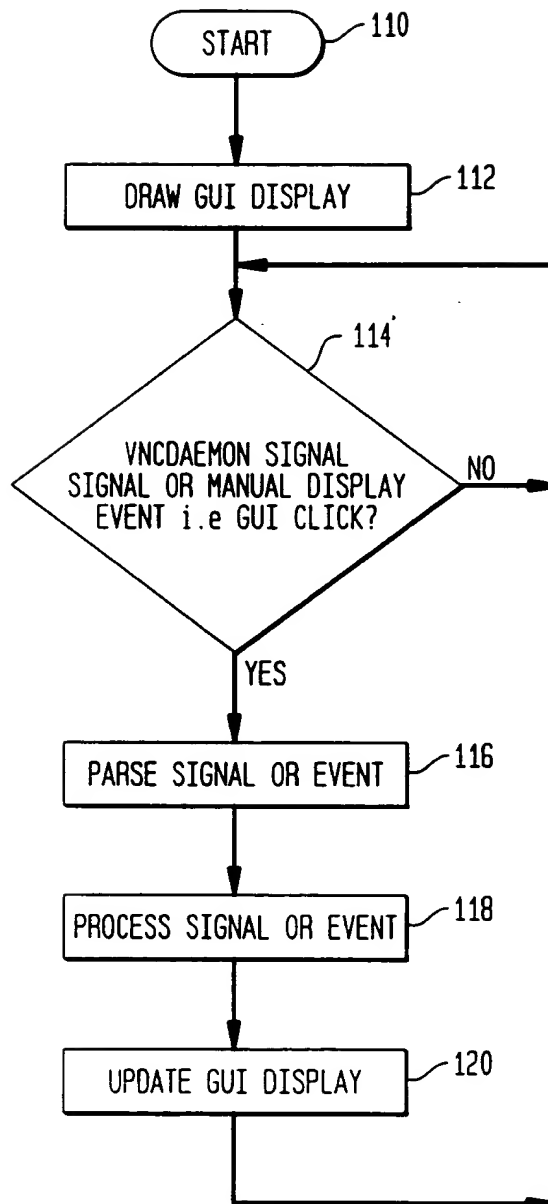 START
110
DRAW GUI DISPLAY
112
114
VNCDAEMON SIGNAL
SIGNAL OR MANUAL DISPLAY
EVENT i.e GUI CLICK?
NO
YES
PARSE SIGNAL OR EVENT
116
PROCESS SIGNAL OR EVENT
118
UPDATE GUI DISPLAY
120